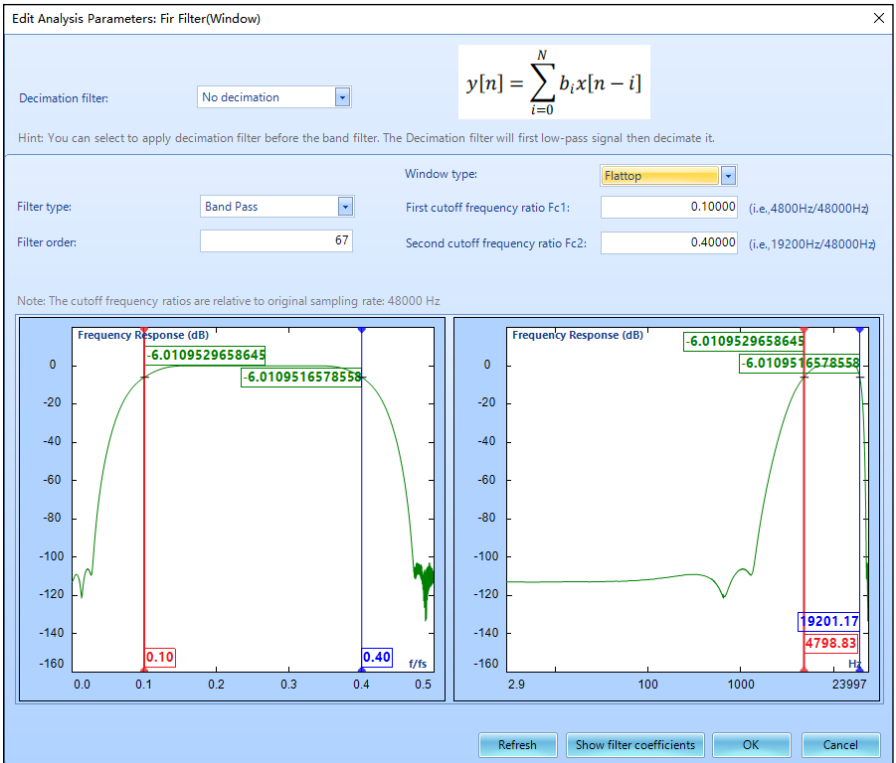 Edit Analysis Parameters: Fir Filter(Window)
Decimation filter:
No decimation
y[n] = \sum_{i=0}^{N} b_i x[n − i]
Hint: You can select to apply decimation filter before the band filter. The Decimation filter will first low-pass signal then decimate it.
Window type:
Flattop
Filter type:
Band Pass
First cutoff frequency ratio Fc1:
0.10000
(i.e.,4800Hz/48000Hz)
Filter order:
67
Second cutoff frequency ratio Fc2:
0.40000
(i.e.,19200Hz/48000Hz)
Note: The cutoff frequency ratios are relative to original sampling rate: 48000 Hz
Frequency Response (dB)
-6.0109529658645
-6.0109516578558
0
-20
-40
-60
-80
-100
-120
-140
-160
0.10
0.40
f/fs
0.0 0.1 0.2 0.3 0.4 0.5
Frequency Response (dB)
-6.0109529658645
-6.0109516578558
0
-20
-40
-60
-80
-100
-120
-140
-160
19201.17
4798.83
Hz
2.9 100 1000 23997
Refresh
Show filter coefficients
OK
Cancel